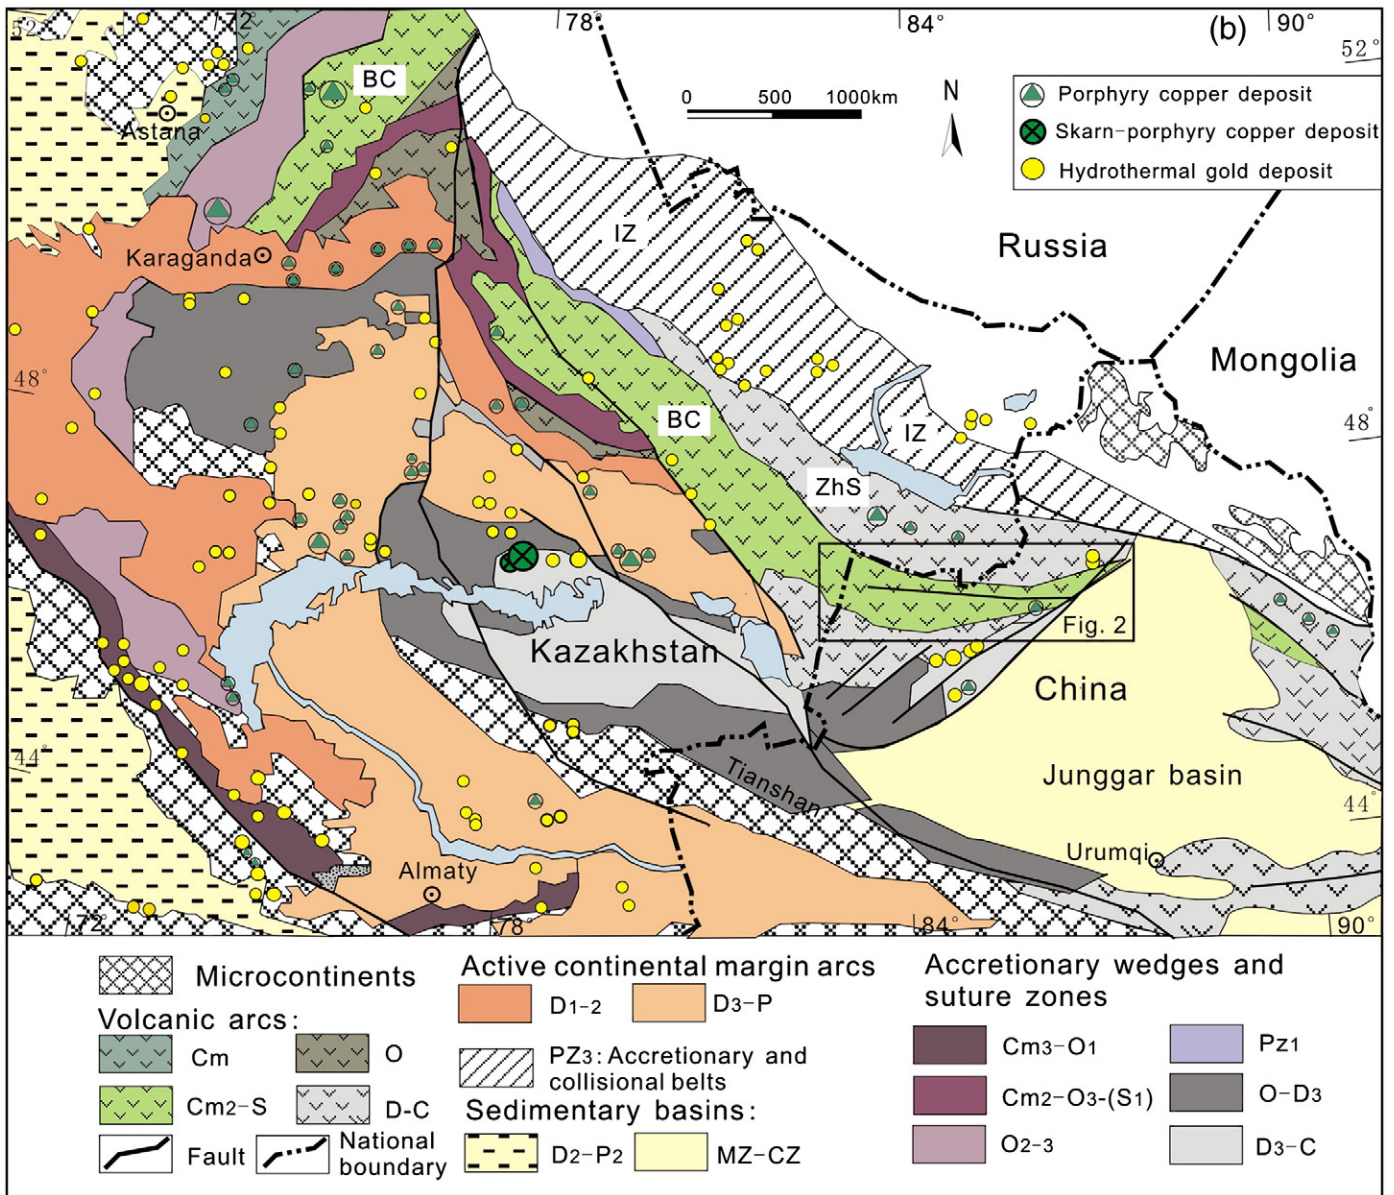 52°
72°
78°
84°
(b)
90°
52°
BC
0 500 1000km
N
Porphyry copper deposit
Skarn-porphyry copper deposit
Hydrothermal gold deposit
Astana
IZ
Russia
Karaganda
Mongolia
48°
48°
BC
IZ
ZhS
Fig. 2
Kazakhstan
China
44°
Tianshan
Junggar basin
44°
Urumqi
Almaty
72°
78°
84°
90°
Microcontinents
Volcanic arcs:
Cm
O
Cm2-S
D-C
Fault
National
boundary
Active continental margin arcs
D1-2
D3-P
PZ3: Accretionary and
collisional belts
Sedimentary basins:
D2-P2
MZ-CZ
Accretionary wedges and
suture zones
Cm3-O1
Pz1
Cm2-O3-(S1)
O-D3
O2-3
D3-C